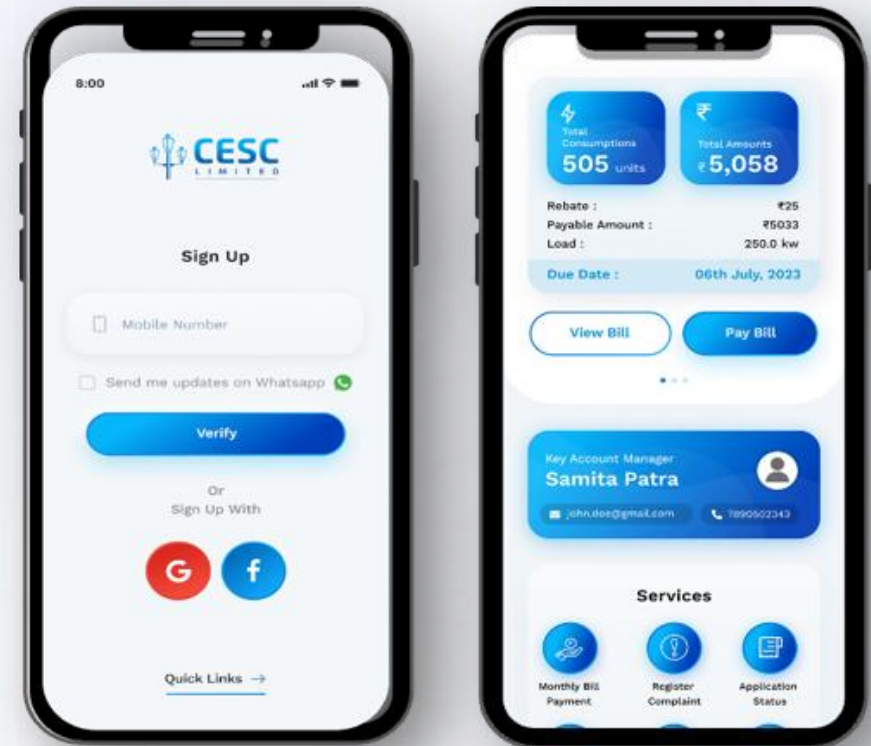 8:00
CESC
LIMITED
Sign Up
Mobile Number
Send me updates on Whatsapp
Verify
Or
Sign Up With
G f
Quick Links →
Total
Consumptions
505 units
₹
Total Amounts
₹5,058
Rebate : ₹25
Payable Amount : ₹5033
Load : 250.0 kw
Due Date : 06th July, 2023
View Bill
Pay Bill
Key Account Manager
Samita Patra
john.doe@gmail.com
7890502343
Services
Monthly Bill
Payment
Register
Complaint
Application
Status